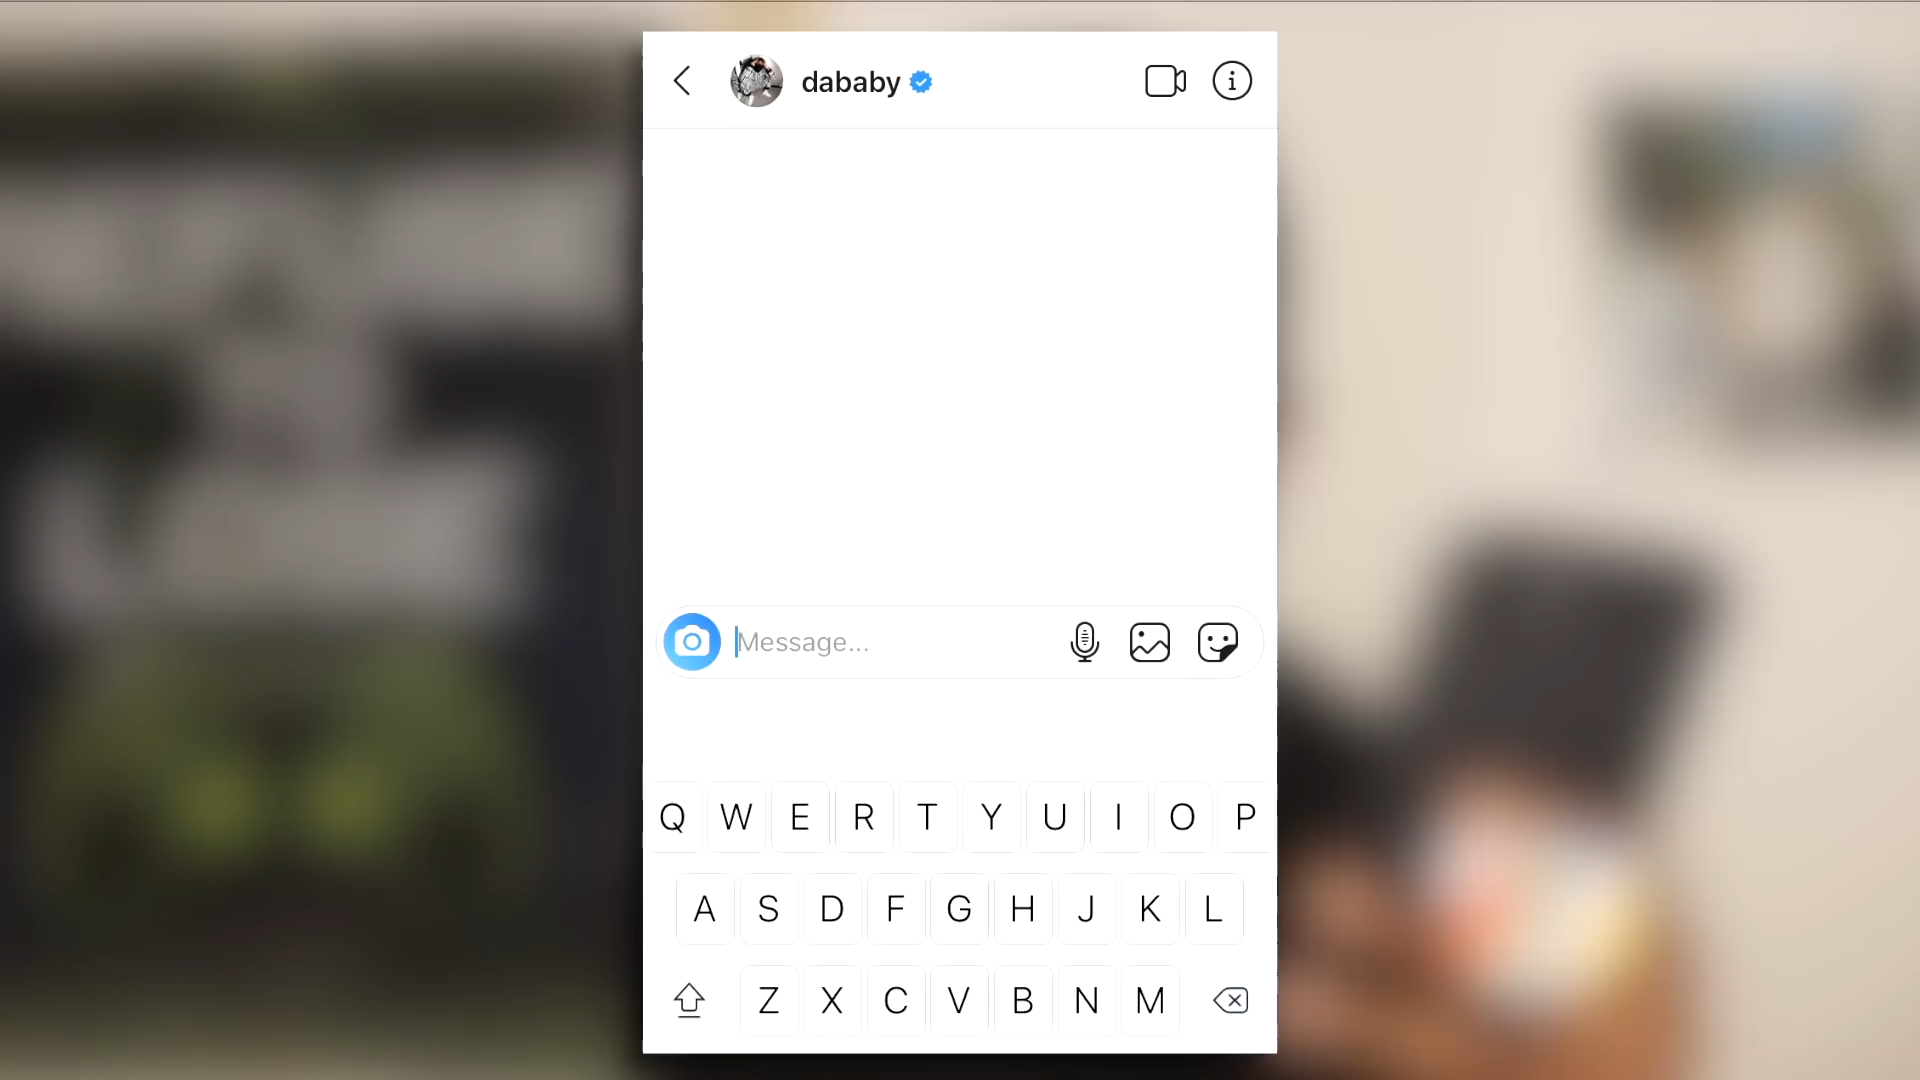 dababy
Message...
Q W E R T Y U I O P
A S D F G H J K L
Z X C V B N M